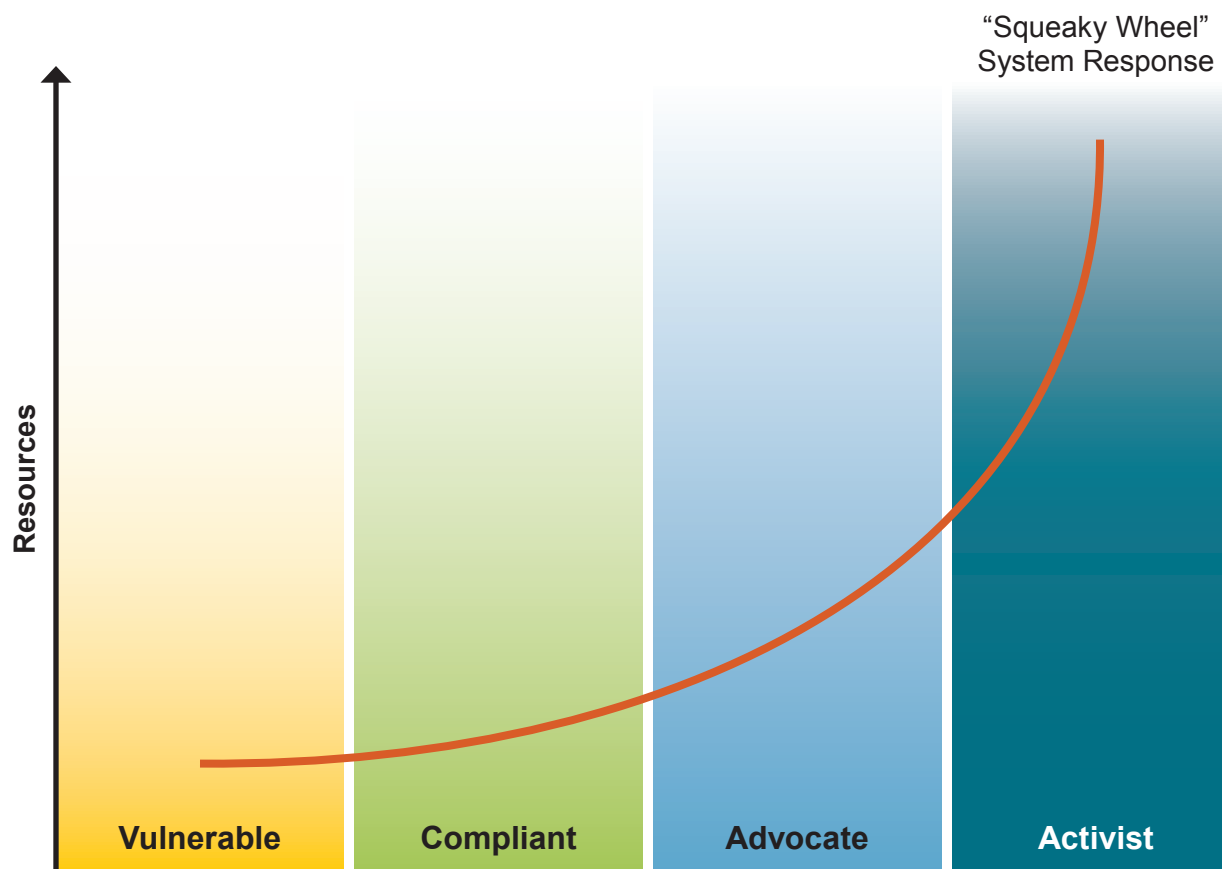 “Squeaky Wheel”
System Response
Resources
Vulnerable
Compliant
Advocate
Activist